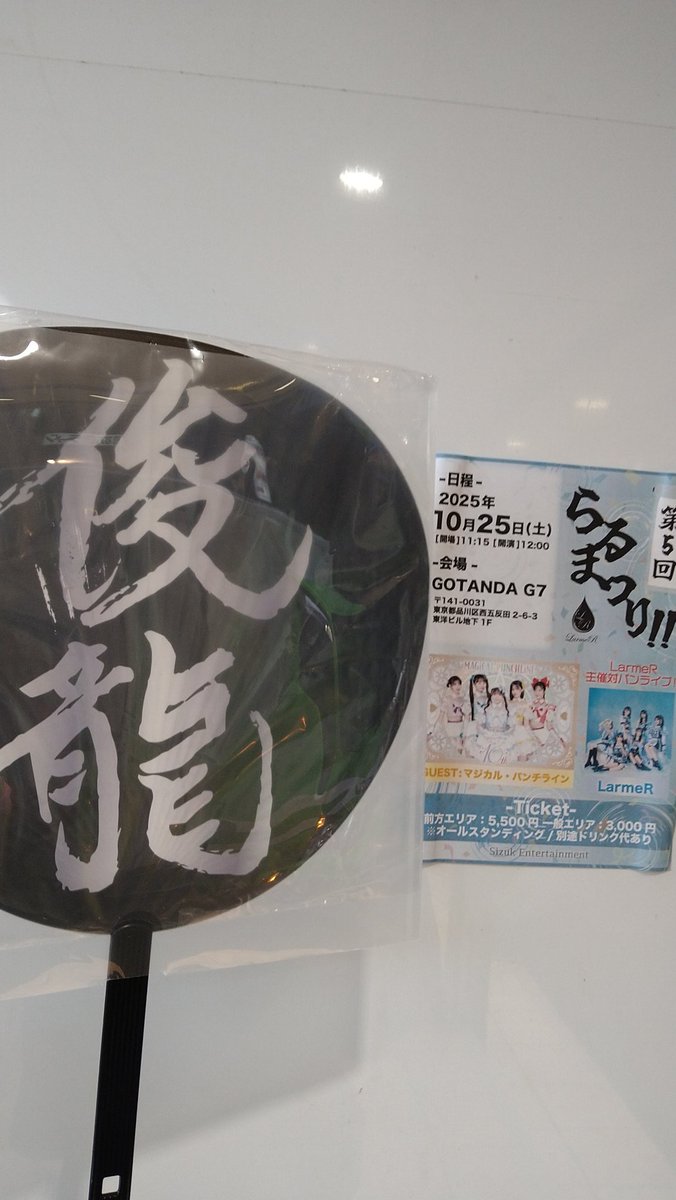 俊
龍
-日程-
2025年
10月25日(土)
[開場]11:15 [開演]12:00
-会場-
GOTANDA G7
〒141-0031
東京都品川区西五反田 2-6-3
東洋ビル地下 1F
らるまワり!!
第5回
LarmeR
LarmeR
主催対バンライブ!
GUEST:マジカル・パンチライン
LarmeR
-Ticket-
前方エリア:5,500円 一般エリア:3,000円
※オールスタンディング/別途ドリンク代あり
Sizuk Entertainment